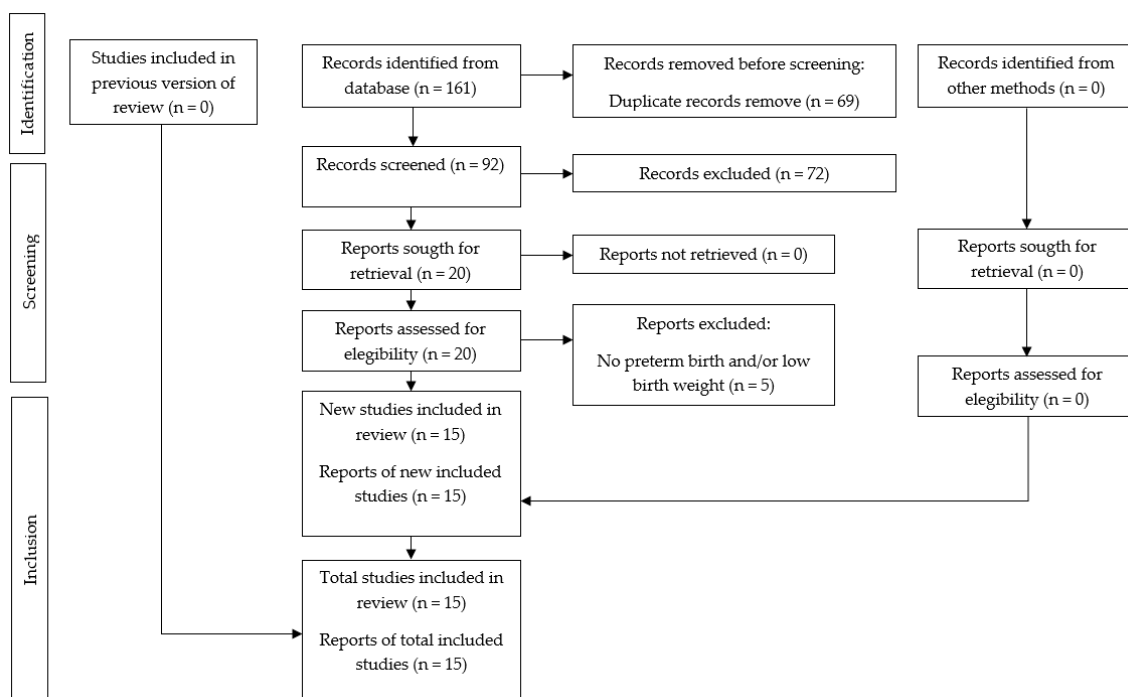 Identification
Studies included in
previous version of
review (n = 0)
Records identified from
database (n = 161)
Records removed before screening:
Duplicate records remove (n = 69)
Records identified from
other methods (n = 0)
Screening
Records screened (n = 92)
Records excluded (n = 72)
Reports sougth for
retrieval (n = 20)
Reports not retrieved (n = 0)
Reports sougth for
retrieval (n = 0)
Reports assessed for
elegibility (n = 20)
Reports excluded:
No preterm birth and/or low
birth weight (n = 5)
Reports assessed for
elegibility (n = 0)
Inclusion
New studies included in
review (n = 15)
Reports of new included
studies (n = 15)
Total studies included in
review (n = 15)
Reports of total included
studies (n = 15)